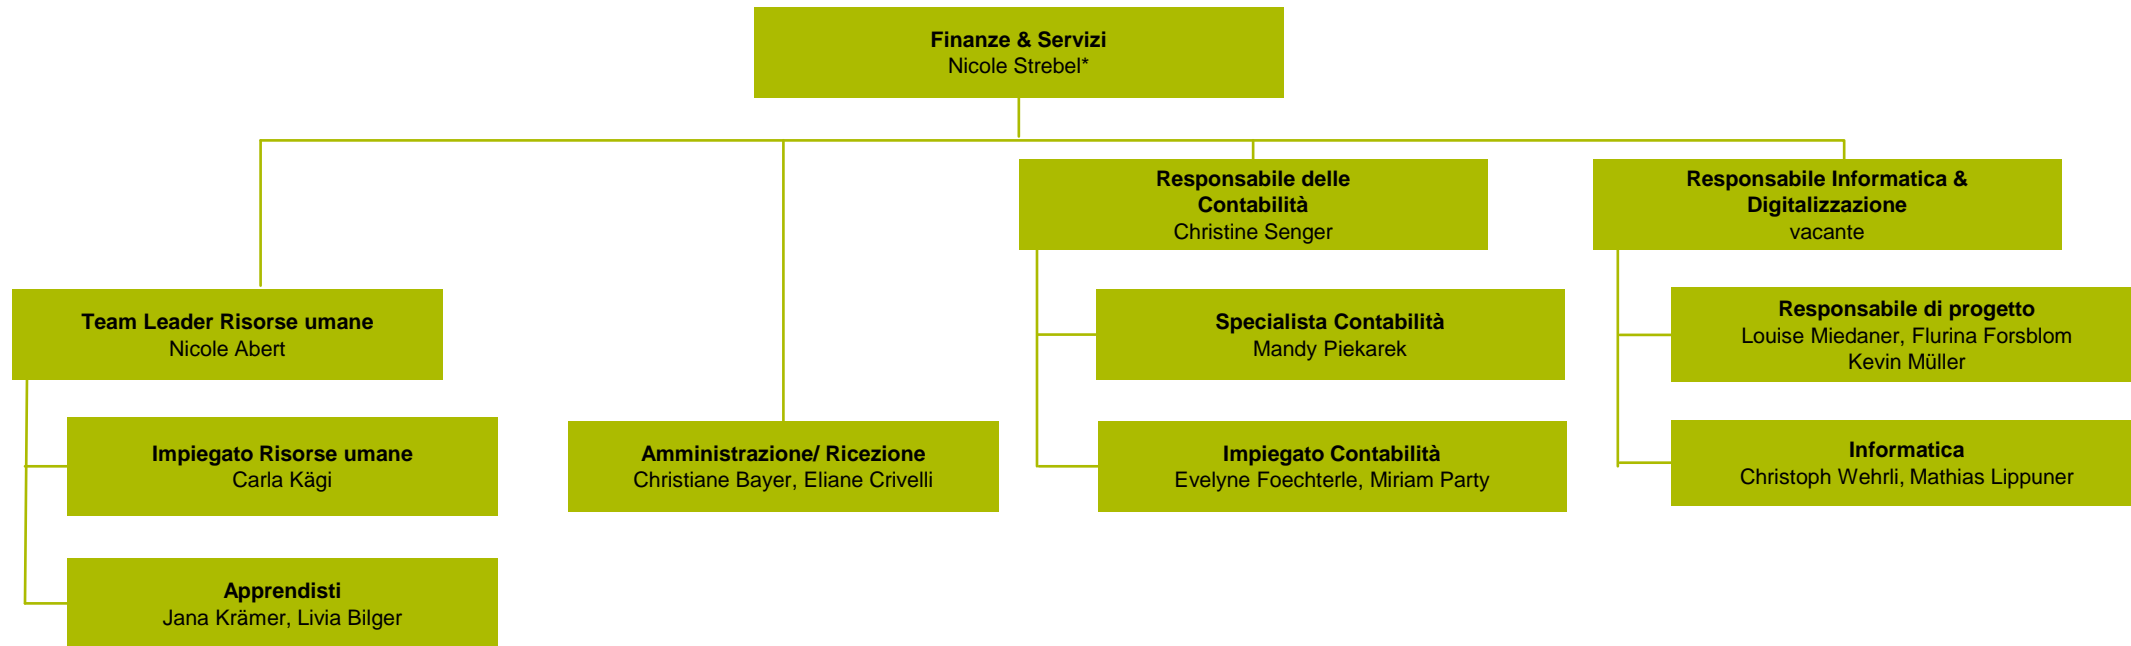 Finanze & Servizi
Nicole Strebel*
Responsabile delle
Contabilità
Christine Senger
Responsabile Informatica &
Digitalizzazione
vacante
Team Leader Risorse umane
Nicole Abert
Specialista Contabilità
Mandy Piekarek
Responsabile di progetto
Louise Miedaner, Flurina Forsblom
Kevin Müller
Impiegato Risorse umane
Carla Kägi
Amministrazione/ Ricezione
Christiane Bayer, Eliane Crivelli
Impiegato Contabilità
Evelyne Foechterle, Miriam Party
Informatica
Christoph Wehrli, Mathias Lippuner
Apprendisti
Jana Krämer, Livia Bilger